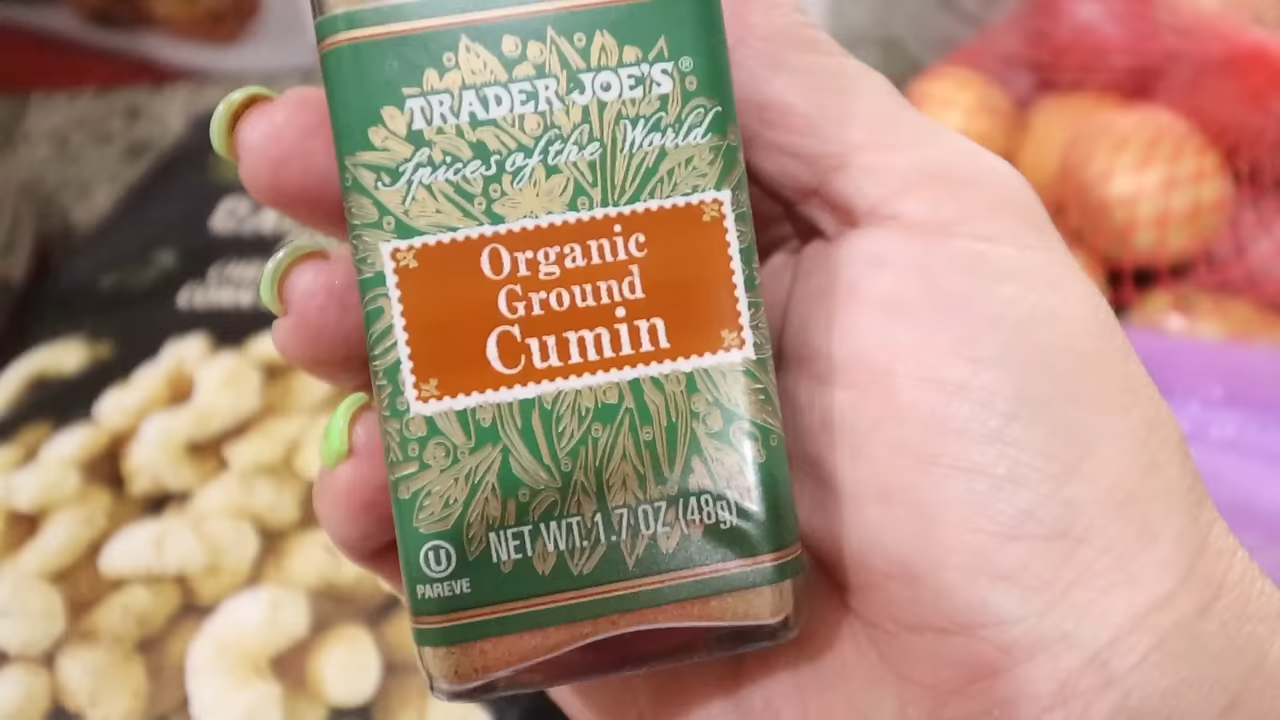 TRADER JOE'S®
Spices of the World
Organic
Ground
Cumin
NET WT. 1.7 OZ (48g)
U
PAREVE